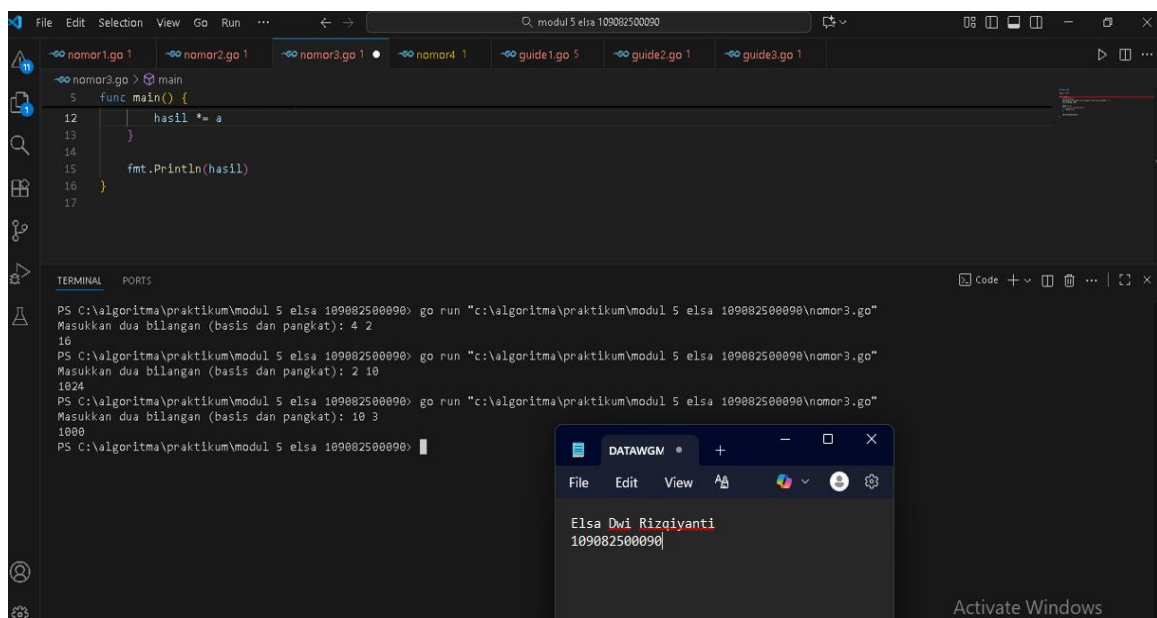 File Edit Selection View Go Run ···
modul 5 elsa 109082500090
nomor1.go 1 nomor2.go 1 nomor3.go 1 nomor4 1 guide1.go 5 guide2.go 1 guide3.go 1
nomor3.go > main
5 func main() {
12 hasil *= a
13 }
14
15 fmt.Println(hasil)
16 }
17
11
1
TERMINAL PORTS
Code
PS C:\algoritma\praktikum\modul 5 elsa 109082500090> go run "c:\algoritma\praktikum\modul 5 elsa 109082500090\nomor3.go"
Masukkan dua bilangan (basis dan pangkat): 4 2
16
PS C:\algoritma\praktikum\modul 5 elsa 109082500090> go run "c:\algoritma\praktikum\modul 5 elsa 109082500090\nomor3.go"
Masukkan dua bilangan (basis dan pangkat): 2 10
1024
PS C:\algoritma\praktikum\modul 5 elsa 109082500090> go run "c:\algoritma\praktikum\modul 5 elsa 109082500090\nomor3.go"
Masukkan dua bilangan (basis dan pangkat): 10 3
1000
PS C:\algoritma\praktikum\modul 5 elsa 109082500090>
DATAWGM
File Edit View
Elsa Dwi Rizqiyanti
109082500090
Activate Windows